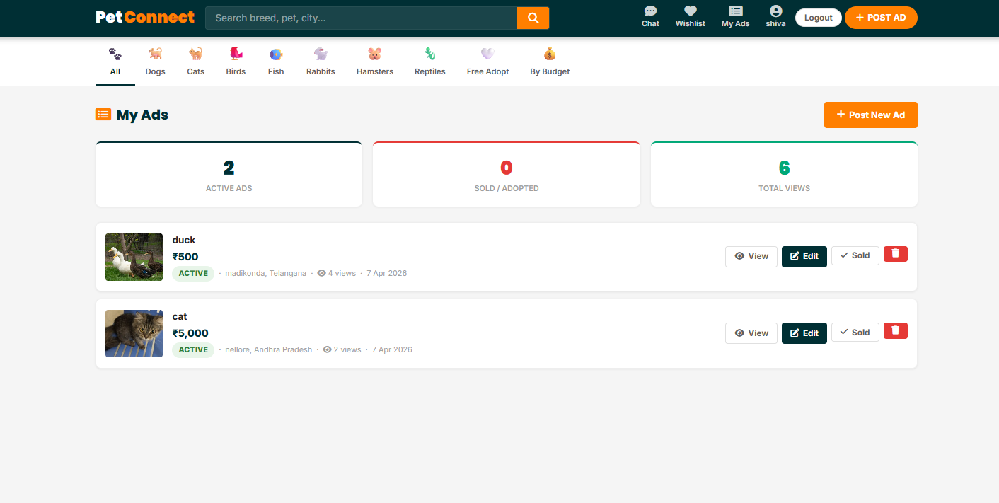 PetConnect
Search breed, pet, city...
Chat
Wishlist
My Ads
shiva
Logout
+ POST AD
All
Dogs
Cats
Birds
Fish
Rabbits
Hamsters
Reptiles
Free Adopt
By Budget
My Ads
+ Post New Ad
2
ACTIVE ADS
0
SOLD / ADOPTED
6
TOTAL VIEWS
duck
₹500
ACTIVE · madikonda, Telangana · 4 views · 7 Apr 2026
View
Edit
Sold
cat
₹5,000
ACTIVE · nellore, Andhra Pradesh · 2 views · 7 Apr 2026
View
Edit
Sold